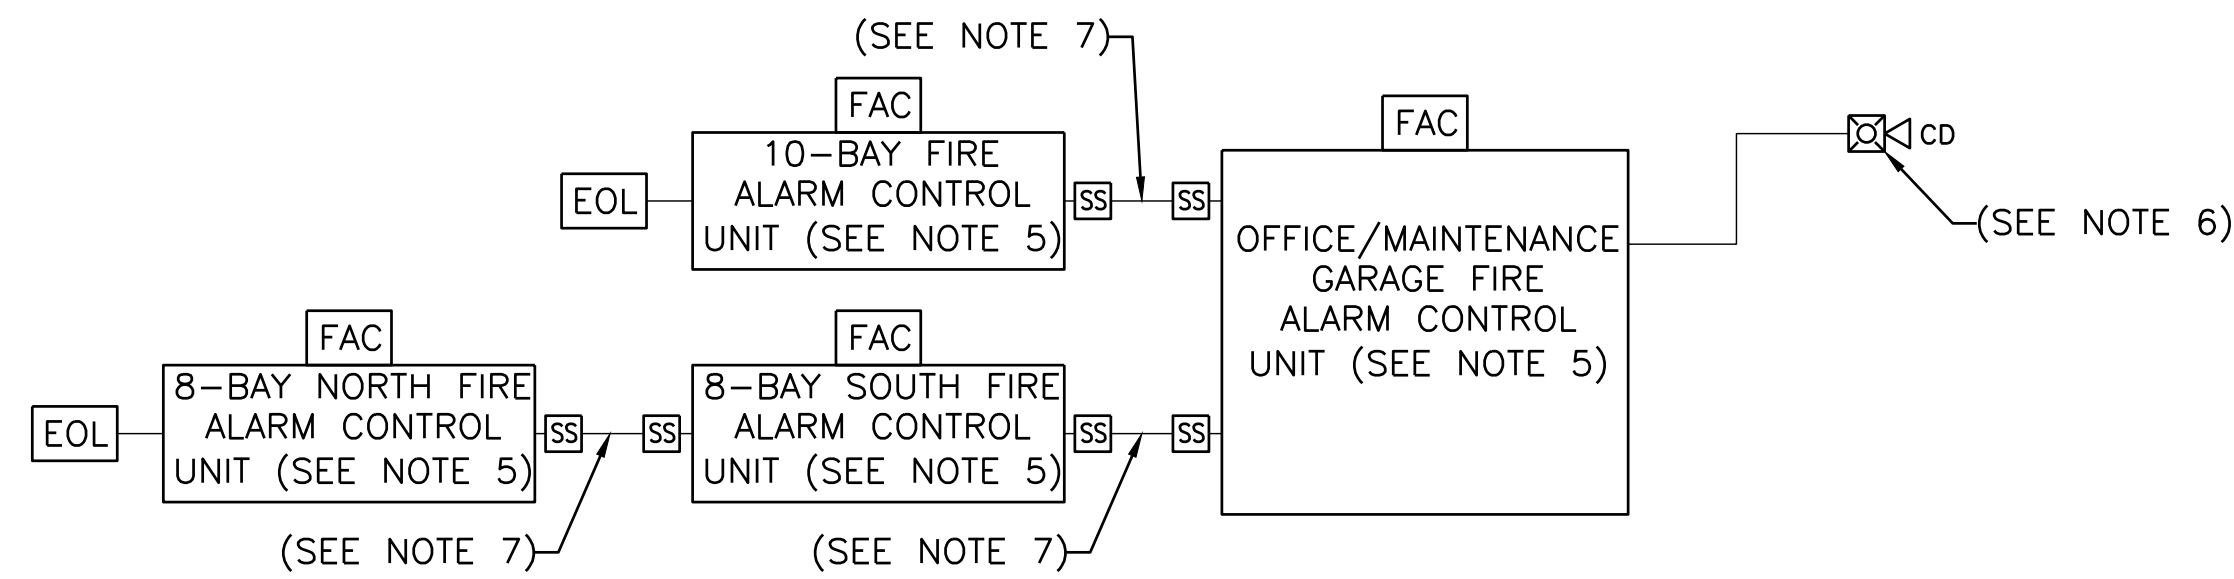 (SEE NOTE 7)
FAC
10-BAY FIRE
ALARM CONTROL
UNIT (SEE NOTE 5)
EOL
SS
SS
FAC
OFFICE/MAINTENANCE
GARAGE FIRE
ALARM CONTROL
UNIT (SEE NOTE 5)
CD
(SEE NOTE 6)
FAC
8-BAY NORTH FIRE
ALARM CONTROL
UNIT (SEE NOTE 5)
EOL
SS
SS
(SEE NOTE 7)
FAC
8-BAY SOUTH FIRE
ALARM CONTROL
UNIT (SEE NOTE 5)
SS
SS
(SEE NOTE 7)